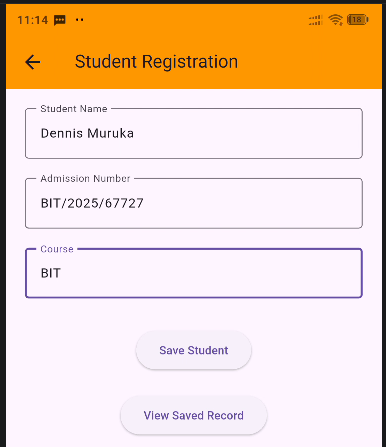 11:14
18
Student Registration
Student Name
Dennis Muruka
Admission Number
BIT/2025/67727
Course
BIT
Save Student
View Saved Record